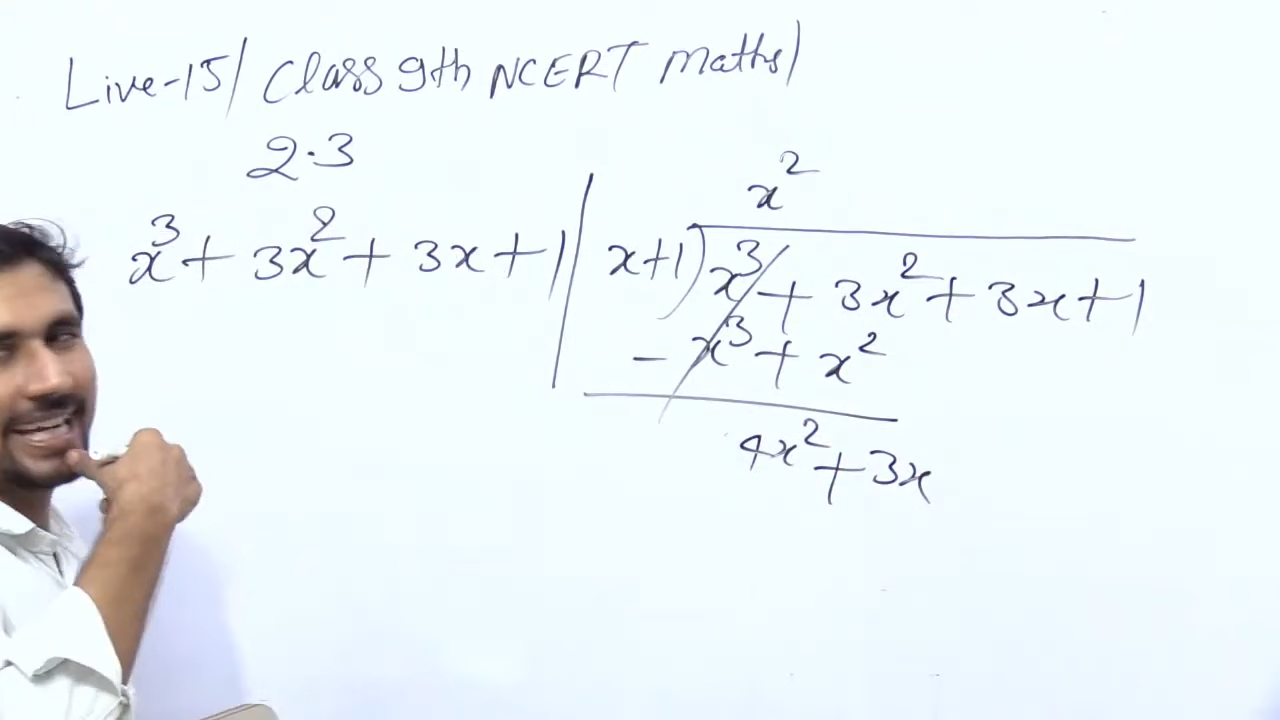 Live-15/ Class 9th NCERT Maths/
2.3
x³ + 3x² + 3x + 1
x²
x+1) x³ + 3x² + 3x + 1
- x³ + x²
4x² + 3x